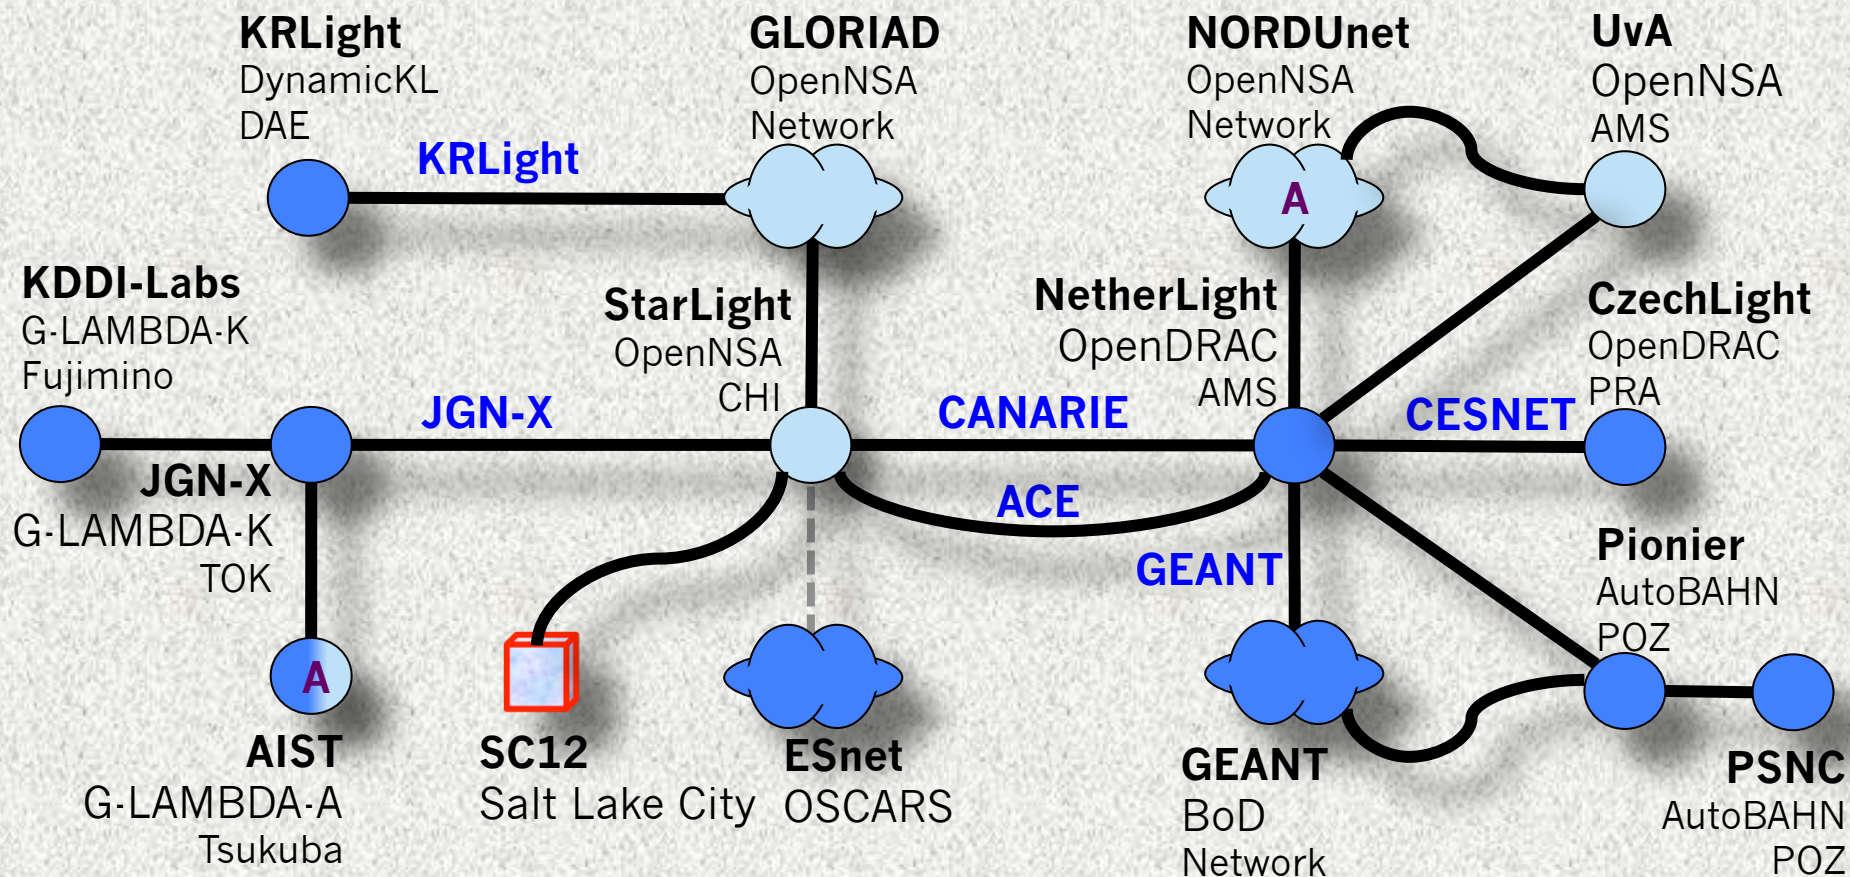 KRLight
DynamicKL
DAE
KRLight
GLORIAD
OpenNSA
Network
NORDUnet
OpenNSA
Network
A
UvA
OpenNSA
AMS
KDDI-Labs
G-LAMBDA-K
Fujimino
StarLight
OpenNSA
CHI
NetherLight
OpenDRAC
AMS
CzechLight
OpenDRAC
PRA
JGN-X
CANARIE
CESNET
JGN-X
G-LAMBDA-K
TOK
ACE
GEANT
Pionier
AutoBAHN
POZ
A
AIST
G-LAMBDA-A
Tsukuba
SC12
Salt Lake City
ESnet
OSCARS
GEANT
BoD
Network
PSNC
AutoBAHN
POZ